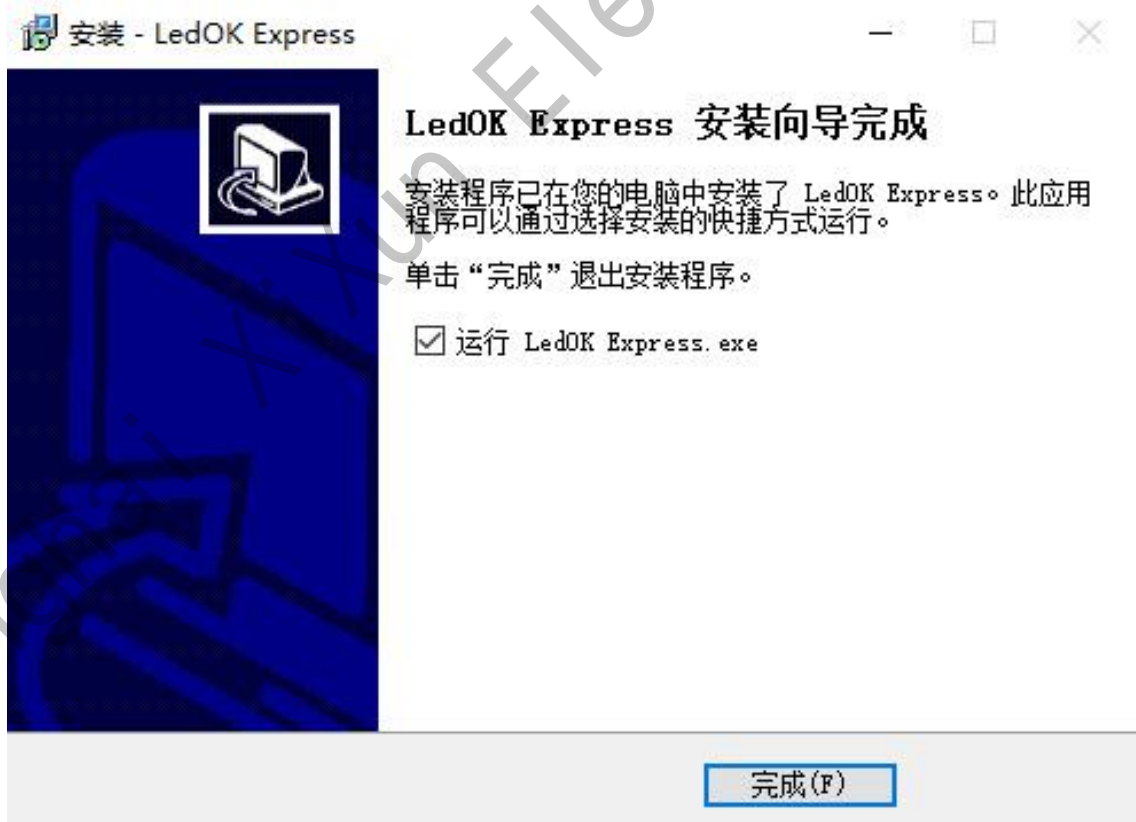 安装 - LedOK Express
LedOK Express 安装向导完成
安装程序已在您的电脑中安装了 LedOK Express。此应用
程序可以通过选择安装的快捷方式运行。
单击“完成”退出安装程序。
运行 LedOK Express.exe
完成(F)
XiXun Ele